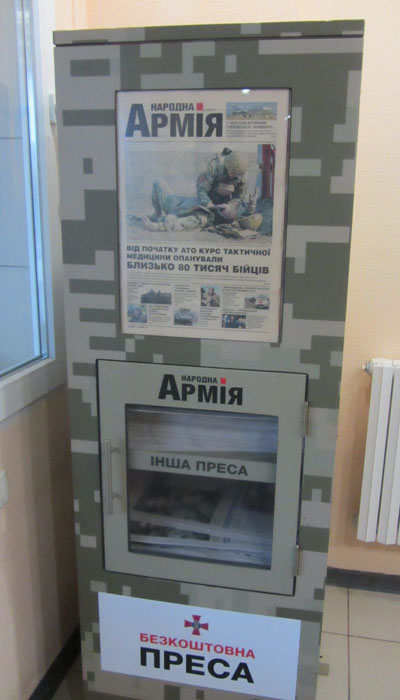 НАРОДНА
АРМІЯ
ВІД ПОЧАТКУ АТО КУРС ТАКТИЧНОЇ
МЕДИЦИНИ ОПАНУВАЛИ
БЛИЗЬКО 80 ТИСЯЧ БІЙЦІВ
НАРОДНА
АРМІЯ
ІНША ПРЕСА
БЕЗКОШТОВНА
ПРЕСА